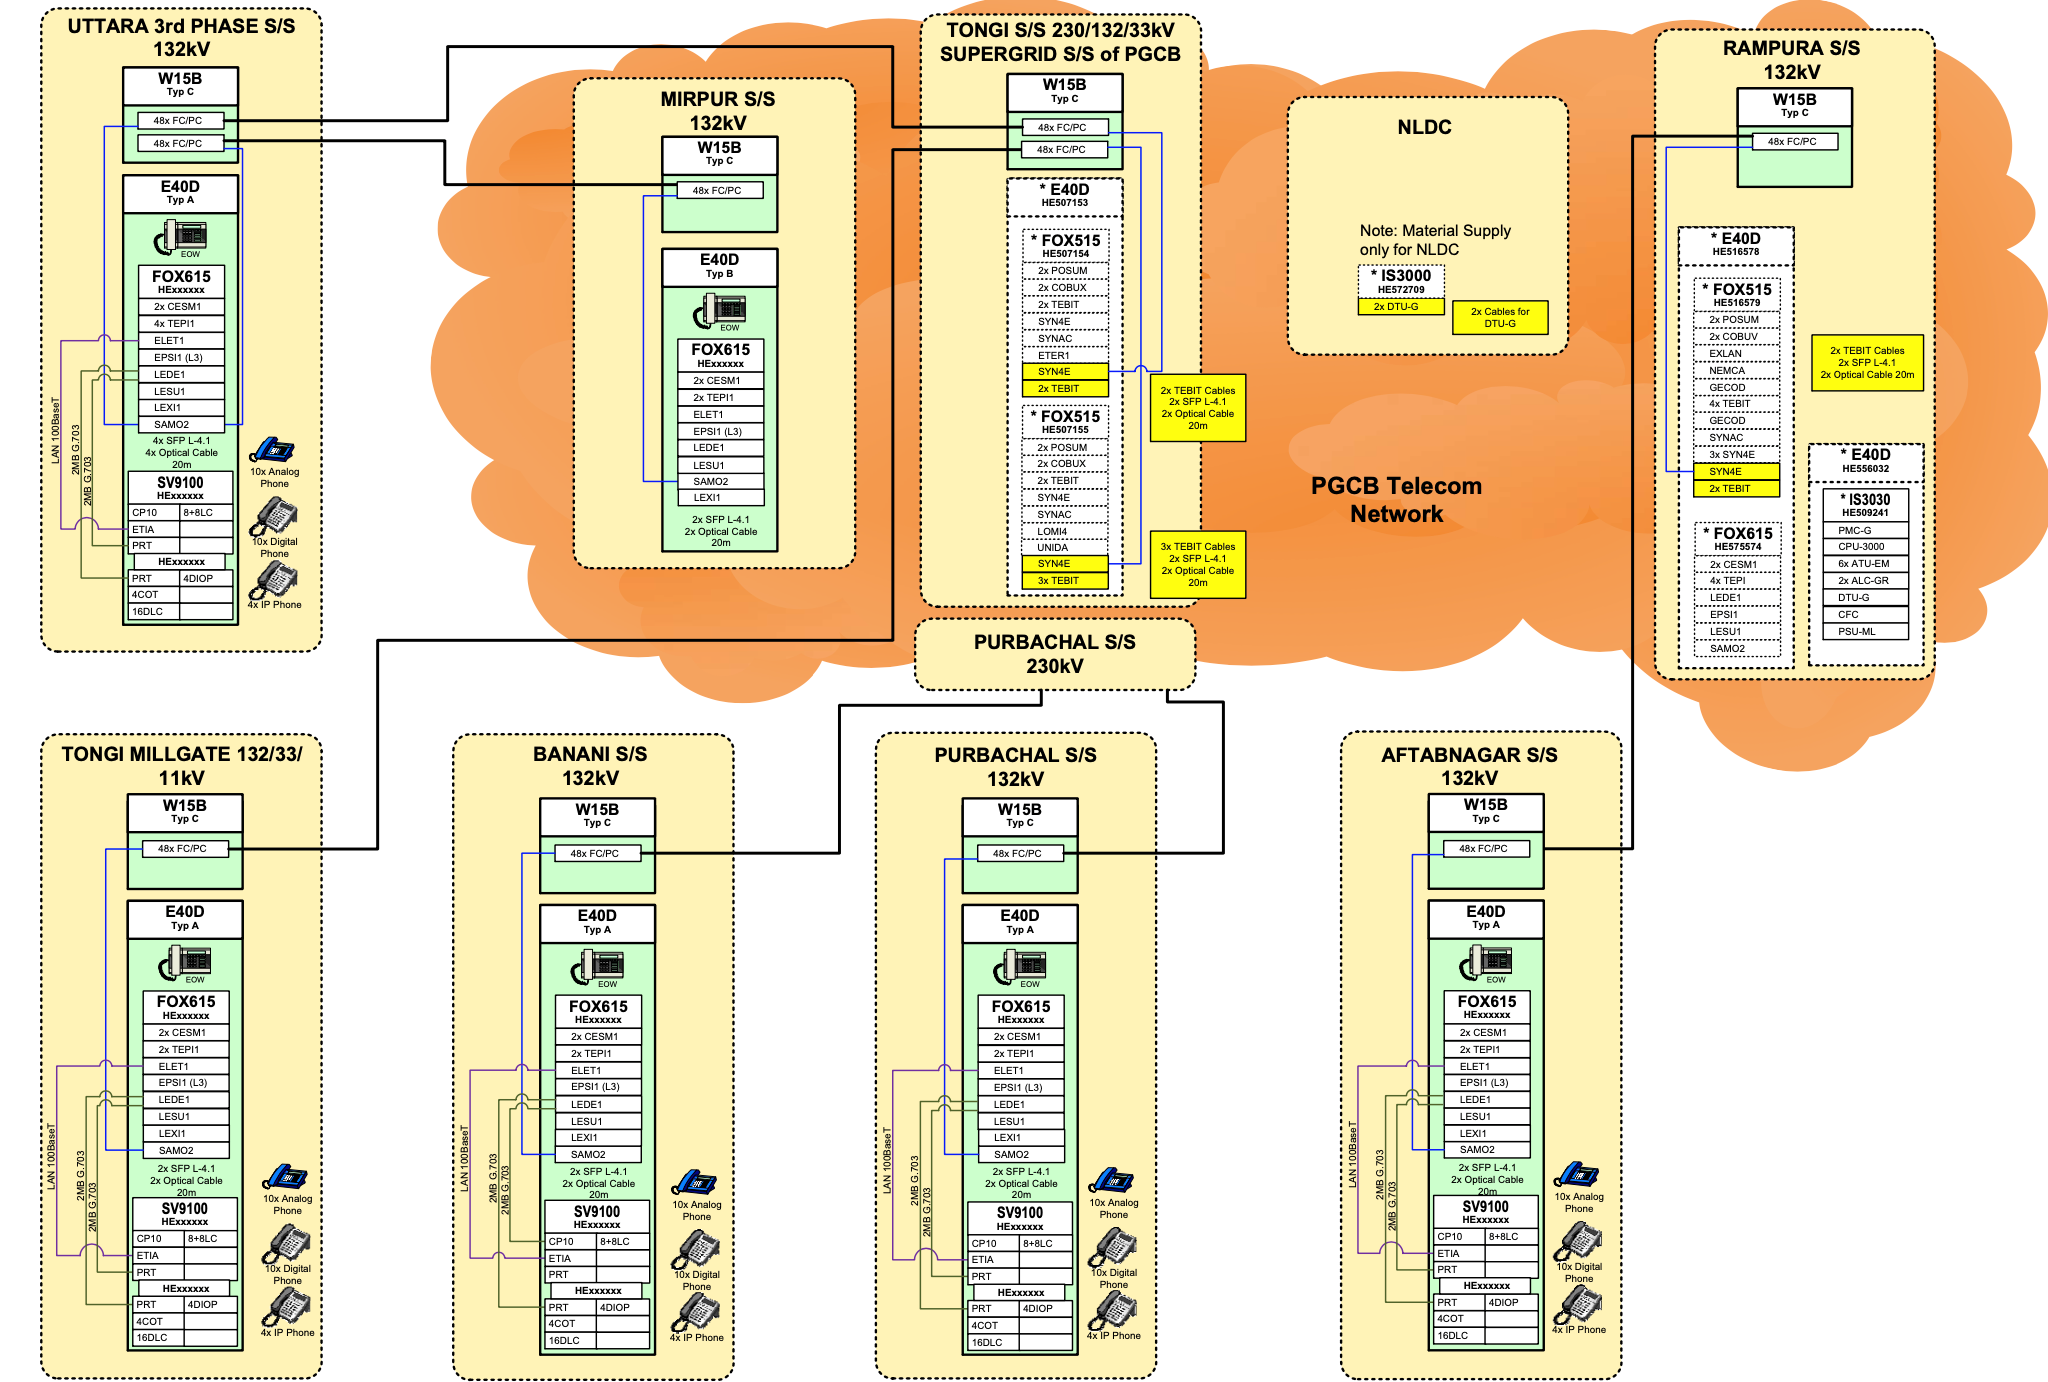 UTTARA 3rd PHASE S/S
132kV
W15B
Typ C
48x FC/PC
48x FC/PC
E40D
Typ A
EOW
FOX615
HExxxxxx
2x CESM1
4x TEPI1
ELET1
EPSI1 (L3)
LEDE1
LESU1
LEXI1
SAMO2
4x SFP L-4.1
4x Optical Cable
20m
SV9100
HExxxxxx
CP10 8+8LC
ETIA
PRT
HExxxxxx
PRT 4DIOP
4COT
16DLC
LAN 100BaseT
2MB G.703
2MB G.703
10x Analog
Phone
10x Digital
Phone
4x IP Phone
MIRPUR S/S
132kV
W15B
Typ C
48x FC/PC
E40D
Typ B
EOW
FOX615
HExxxxxx
2x CESM1
2x TEPI1
ELET1
EPSI1 (L3)
LEDE1
LESU1
SAMO2
LEXI1
2x SFP L-4.1
2x Optical Cable
20m
TONGI S/S 230/132/33kV
SUPERGRID S/S of PGCB
W15B
Typ C
48x FC/PC
48x FC/PC
* E40D
HE507153
* FOX515
HE507154
2x POSUM
2x COBUX
2x TEBIT
SYN4E
SYNAC
ETER1
SYN4E
2x TEBIT
* FOX515
HE507155
2x POSUM
2x COBUX
2x TEBIT
SYN4E
SYNAC
LOMI4
UNIDA
SYN4E
3x TEBIT
2x TEBIT Cables
2x SFP L-4.1
2x Optical Cable
20m
3x TEBIT Cables
2x SFP L-4.1
2x Optical Cable
20m
NLDC
Note: Material Supply
only for NLDC
* IS3000
HE572709
2x DTU-G
2x Cables for
DTU-G
PGCB Telecom
Network
RAMPURA S/S
132kV
W15B
Typ C
48x FC/PC
* E40D
HE516578
* FOX515
HE516579
2x POSUM
2x COBUV
EXLAN
NEMCA
GECOD
4x TEBIT
GECOD
SYNAC
3x SYN4E
SYN4E
2x TEBIT
* FOX615
HE575574
2x CESM1
4x TEPI
LEDE1
EPSI1
LESU1
SAMO2
2x TEBIT Cables
2x SFP L-4.1
2x Optical Cable 20m
* E40D
HE556032
* IS3030
HE509241
PMC-G
CPU-3000
6x ATU-EM
2x ALC-GR
DTU-G
CFC
PSU-ML
PURBACHAL S/S
230kV
TONGI MILLGATE 132/33/
11kV
W15B
Typ C
48x FC/PC
E40D
Typ A
EOW
FOX615
HExxxxxx
2x CESM1
2x TEPI1
ELET1
EPSI1 (L3)
LEDE1
LESU1
LEXI1
SAMO2
2x SFP L-4.1
2x Optical Cable
20m
SV9100
HExxxxxx
CP10 8+8LC
ETIA
PRT
HExxxxxx
PRT 4DIOP
4COT
16DLC
LAN 100BaseT
2MB G.703
2MB G.703
10x Analog
Phone
10x Digital
Phone
4x IP Phone
BANANI S/S
132kV
W15B
Typ C
48x FC/PC
E40D
Typ A
EOW
FOX615
HExxxxxx
2x CESM1
2x TEPI1
ELET1
EPSI1 (L3)
LEDE1
LESU1
LEXI1
SAMO2
2x SFP L-4.1
2x Optical Cable
20m
SV9100
HExxxxxx
CP10 8+8LC
ETIA
PRT
HExxxxxx
PRT 4DIOP
4COT
16DLC
LAN 100BaseT
2MB G.703
2MB G.703
10x Analog
Phone
10x Digital
Phone
4x IP Phone
PURBACHAL S/S
132kV
W15B
Typ C
48x FC/PC
E40D
Typ A
EOW
FOX615
HExxxxxx
2x CESM1
2x TEPI1
ELET1
EPSI1 (L3)
LEDE1
LESU1
LEXI1
SAMO2
2x SFP L-4.1
2x Optical Cable
20m
SV9100
HExxxxxx
CP10 8+8LC
ETIA
PRT
HExxxxxx
PRT 4DIOP
4COT
16DLC
LAN 100BaseT
2MB G.703
2MB G.703
10x Analog
Phone
10x Digital
Phone
4x IP Phone
AFTABNAGAR S/S
132kV
W15B
Typ C
48x FC/PC
E40D
Typ A
EOW
FOX615
HExxxxxx
2x CESM1
2x TEPI1
ELET1
EPSI1 (L3)
LEDE1
LESU1
LEXI1
SAMO2
2x SFP L-4.1
2x Optical Cable
20m
SV9100
HExxxxxx
CP10 8+8LC
ETIA
PRT
HExxxxxx
PRT 4DIOP
4COT
16DLC
LAN 100BaseT
2MB G.703
2MB G.703
10x Analog
Phone
10x Digital
Phone
4x IP Phone